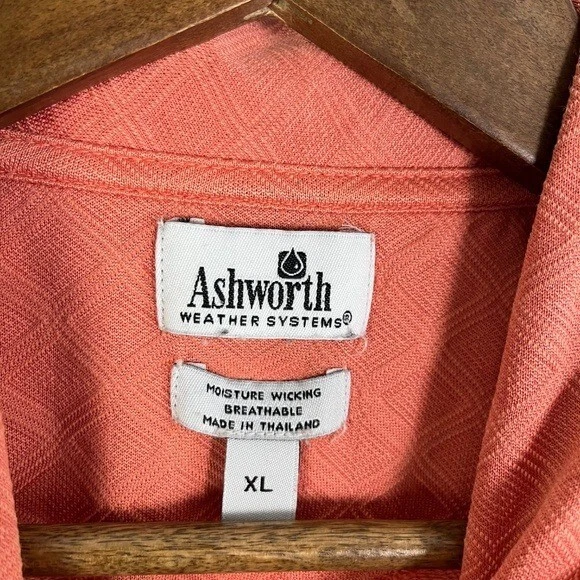 Ashworth
WEATHER SYSTEMS®
MOISTURE WICKING
BREATHABLE
MADE IN THAILAND
XL